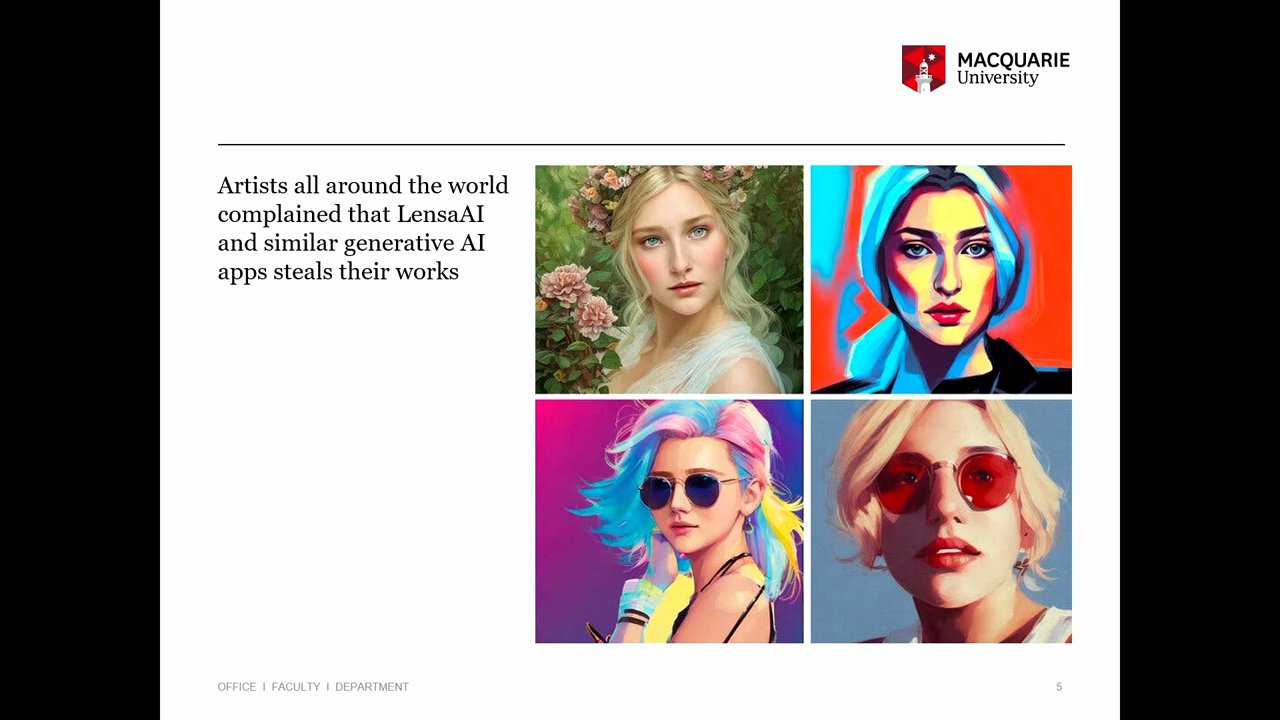 MACQUARIE
University
Artists all around the world
complained that LensaAI
and similar generative AI
apps steals their works
OFFICE I FACULTY I DEPARTMENT
5